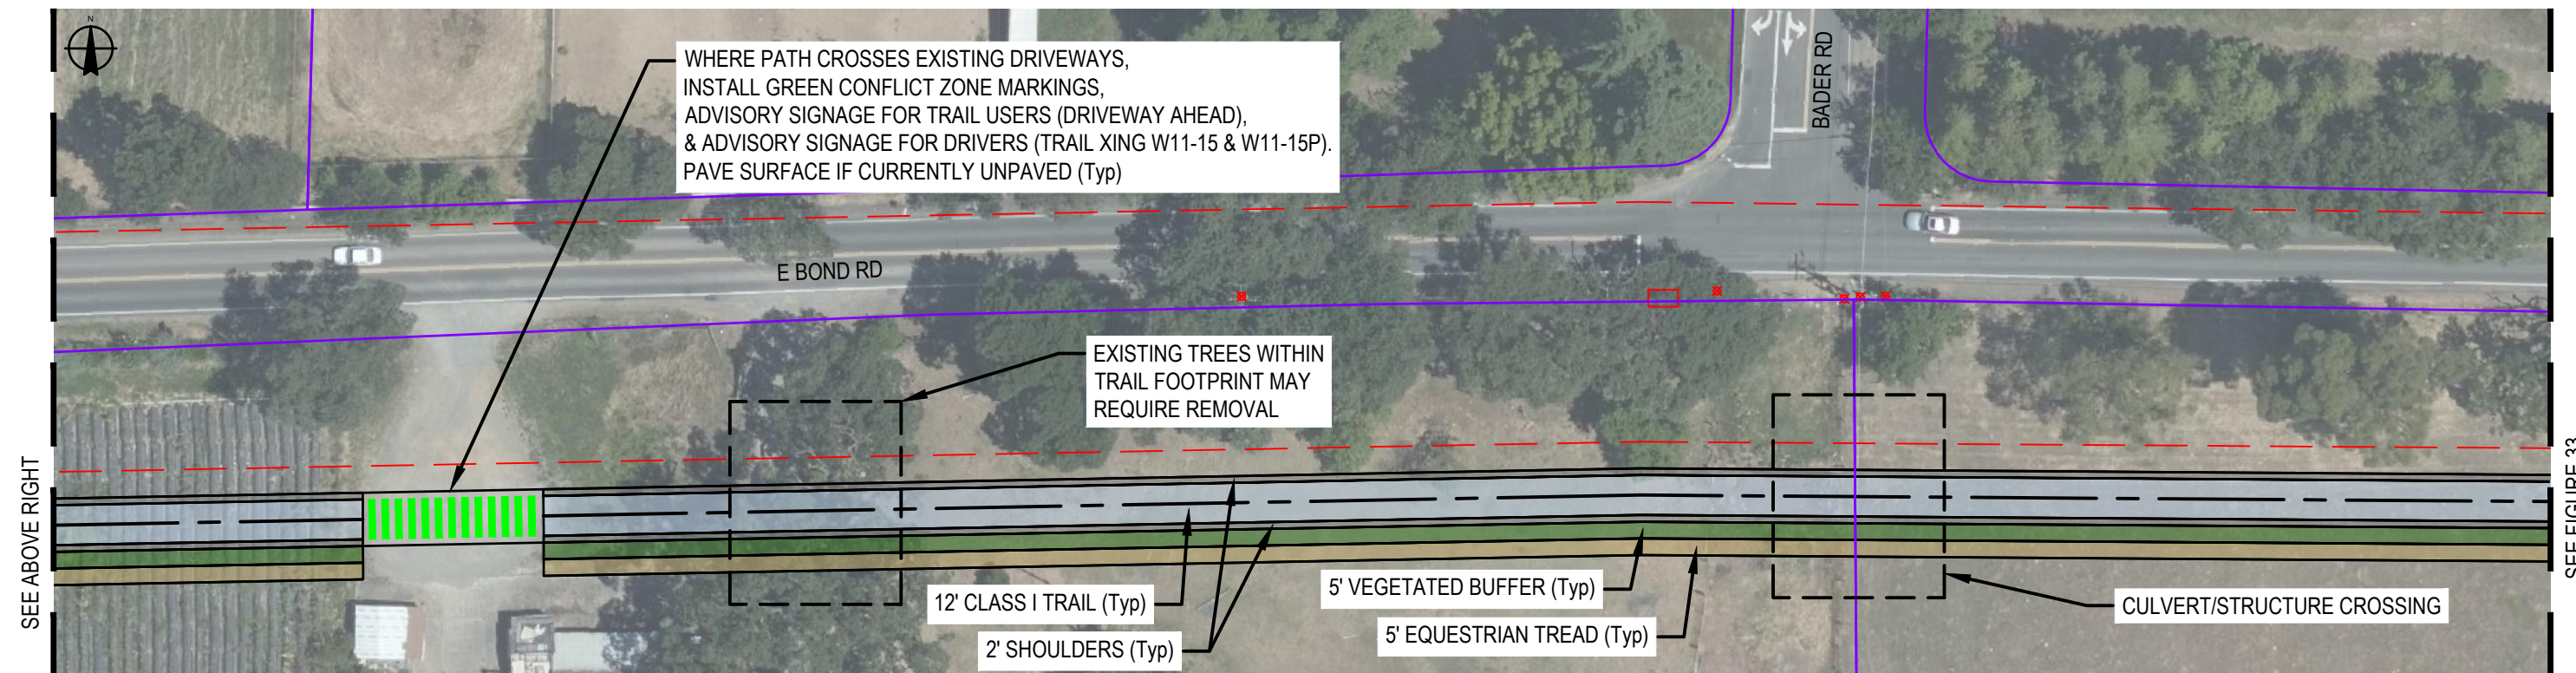 N
WHERE PATH CROSSES EXISTING DRIVEWAYS,
INSTALL GREEN CONFLICT ZONE MARKINGS,
ADVISORY SIGNAGE FOR TRAIL USERS (DRIVEWAY AHEAD),
& ADVISORY SIGNAGE FOR DRIVERS (TRAIL XING W11-15 & W11-15P).
PAVE SURFACE IF CURRENTLY UNPAVED (Typ)
BADER RD
E BOND RD
EXISTING TREES WITHIN
TRAIL FOOTPRINT MAY
REQUIRE REMOVAL
SEE ABOVE RIGHT
SEE FIGURE 33
12' CLASS I TRAIL (Typ)
2' SHOULDERS (Typ)
5' VEGETATED BUFFER (Typ)
5' EQUESTRIAN TREAD (Typ)
CULVERT/STRUCTURE CROSSING